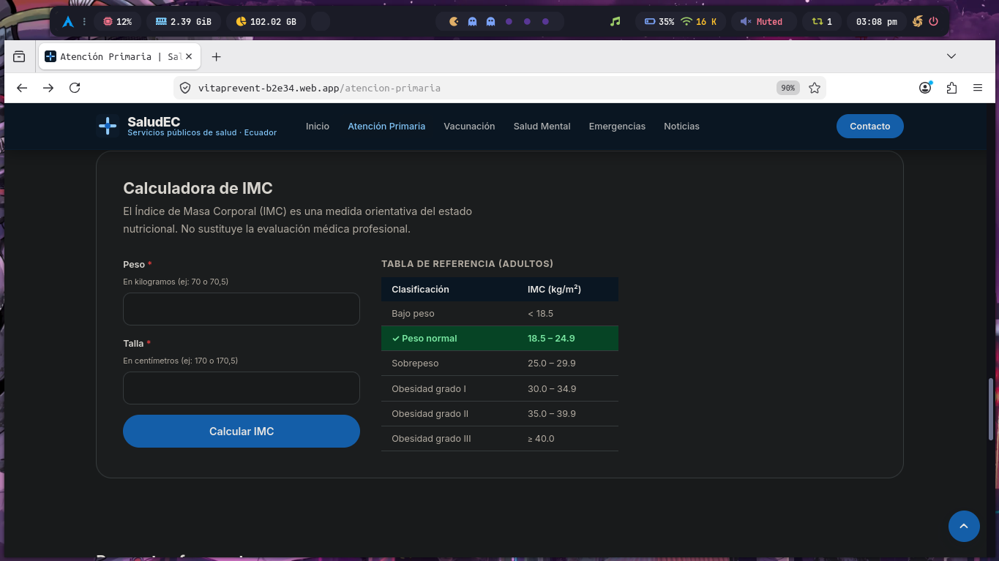 12%
2.39 GiB
102.02 GB
35%
16 K
Muted
1
03:08 pm
Atención Primaria | Sal
vitaprevent-b2e34.web.app/atencion-primaria
90%
SaludEC
Servicios públicos de salud · Ecuador
Inicio
Atención Primaria
Vacunación
Salud Mental
Emergencias
Noticias
Contacto
Calculadora de IMC
El Índice de Masa Corporal (IMC) es una medida orientativa del estado
nutricional. No sustituye la evaluación médica profesional.
Peso *
En kilogramos (ej: 70 o 70,5)
Talla *
En centímetros (ej: 170 o 170,5)
Calcular IMC
TABLA DE REFERENCIA (ADULTOS)
Clasificación IMC (kg/m²)
Bajo peso < 18.5
✓ Peso normal 18.5 – 24.9
Sobrepeso 25.0 – 29.9
Obesidad grado I 30.0 – 34.9
Obesidad grado II 35.0 – 39.9
Obesidad grado III ≥ 40.0